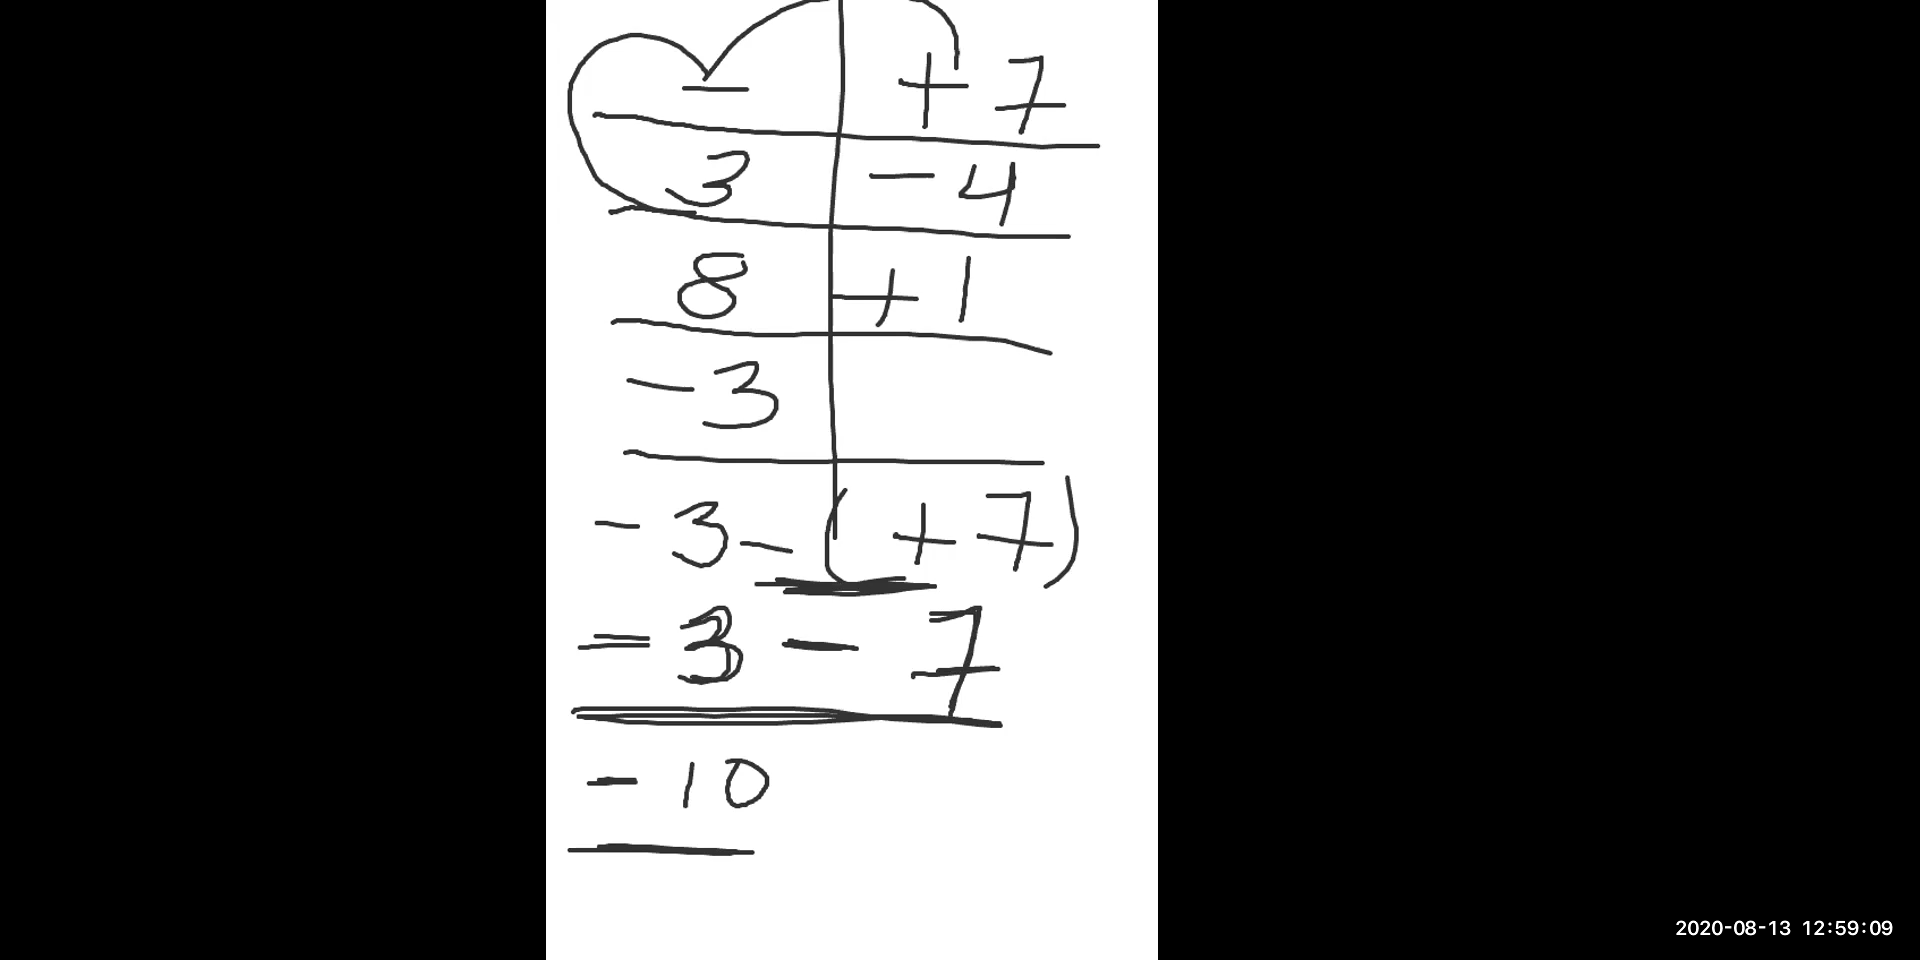 - + 7
3 - 4
8 + 1
- 3
- 3 - ( + 7 )
= 3 - 7
- 10
2020-08-13 12:59:09